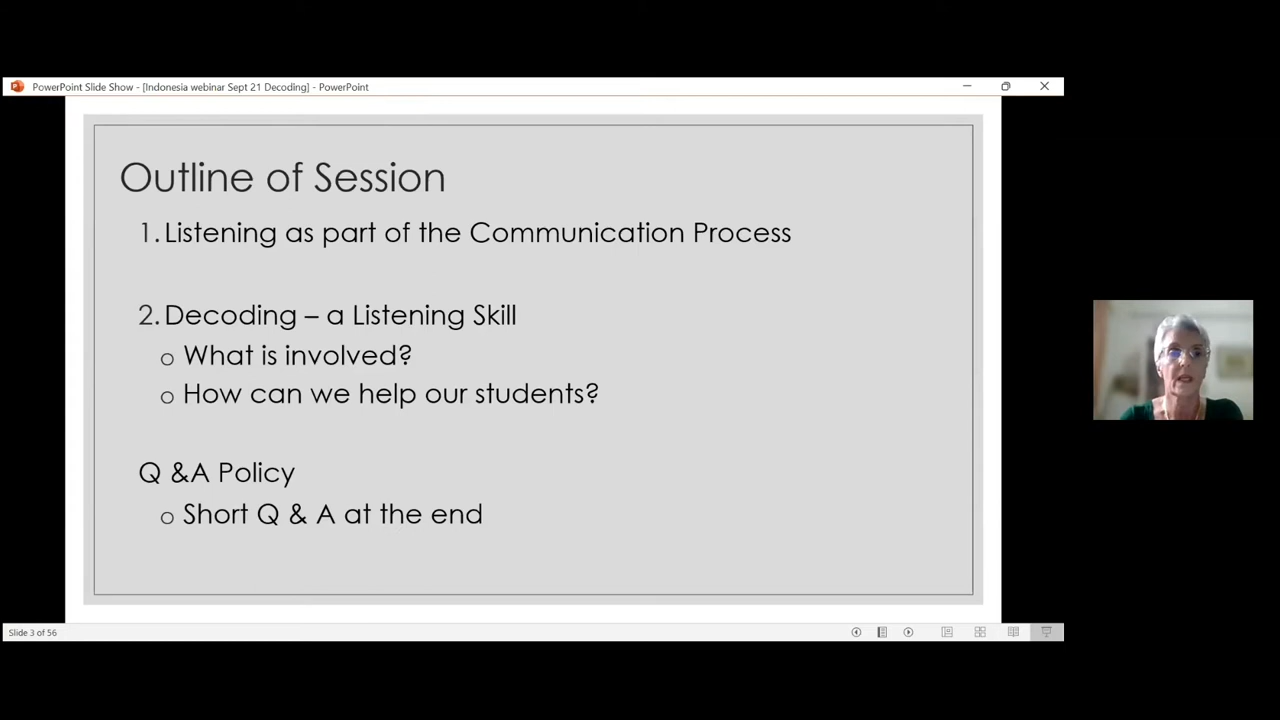 PowerPoint Slide Show - [Indonesia webinar Sept 21 Decoding] - PowerPoint
Outline of Session
1. Listening as part of the Communication Process
2. Decoding – a Listening Skill
o What is involved?
o How can we help our students?
Q &A Policy
o Short Q & A at the end
Slide 3 of 56